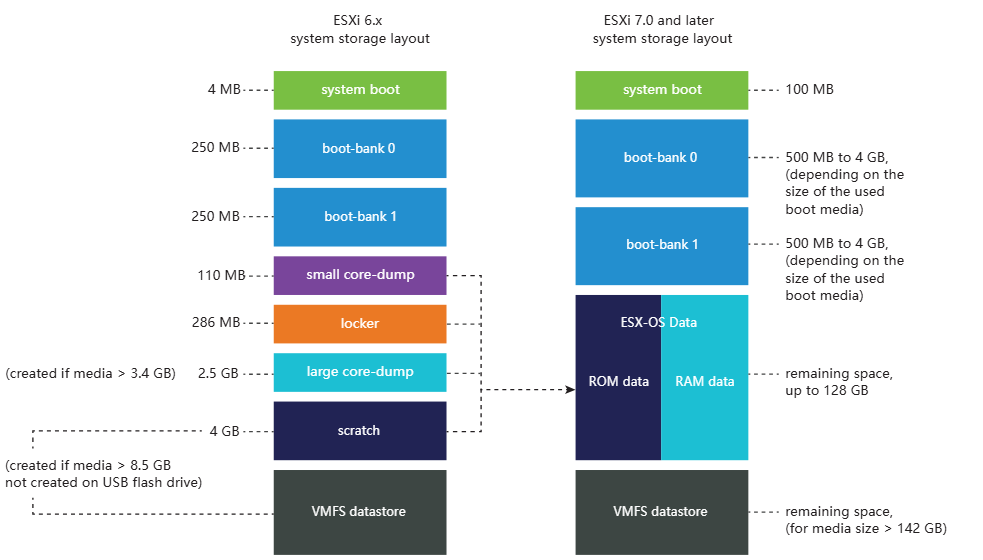 ESXi 6.x
system storage layout
ESXi 7.0 and later
system storage layout
4 MB
system boot
system boot
100 MB
250 MB
boot-bank 0
boot-bank 0
500 MB to 4 GB,
(depending on the
size of the used
boot media)
250 MB
boot-bank 1
boot-bank 1
500 MB to 4 GB,
(depending on the
size of the used
boot media)
110 MB
small core-dump
286 MB
locker
ESX-OS Data
(created if media > 3.4 GB)
2.5 GB
large core-dump
ROM data
RAM data
remaining space,
up to 128 GB
4 GB
scratch
(created if media > 8.5 GB
not created on USB flash drive)
VMFS datastore
VMFS datastore
remaining space,
(for media size > 142 GB)